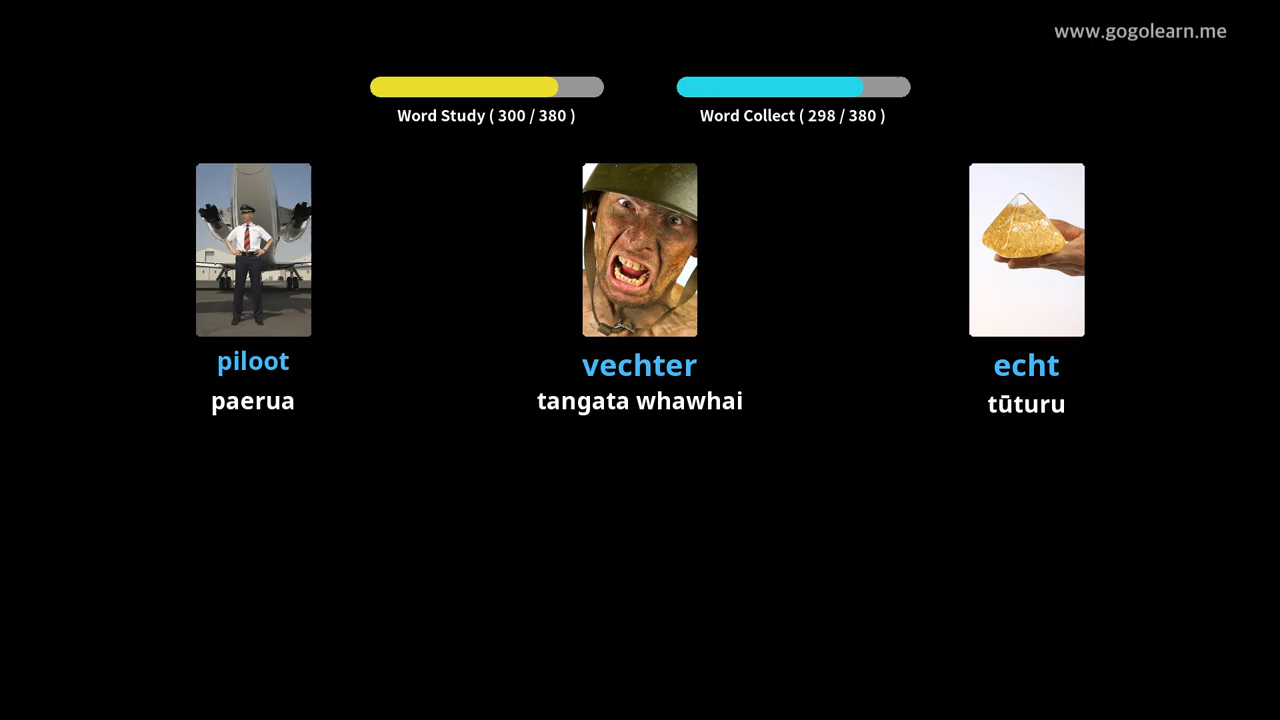 www.gogolearn.me
Word Study ( 300 / 380 )
Word Collect ( 298 / 380 )
piloot
paerua
vechter
tangata whawhai
echt
tūturu